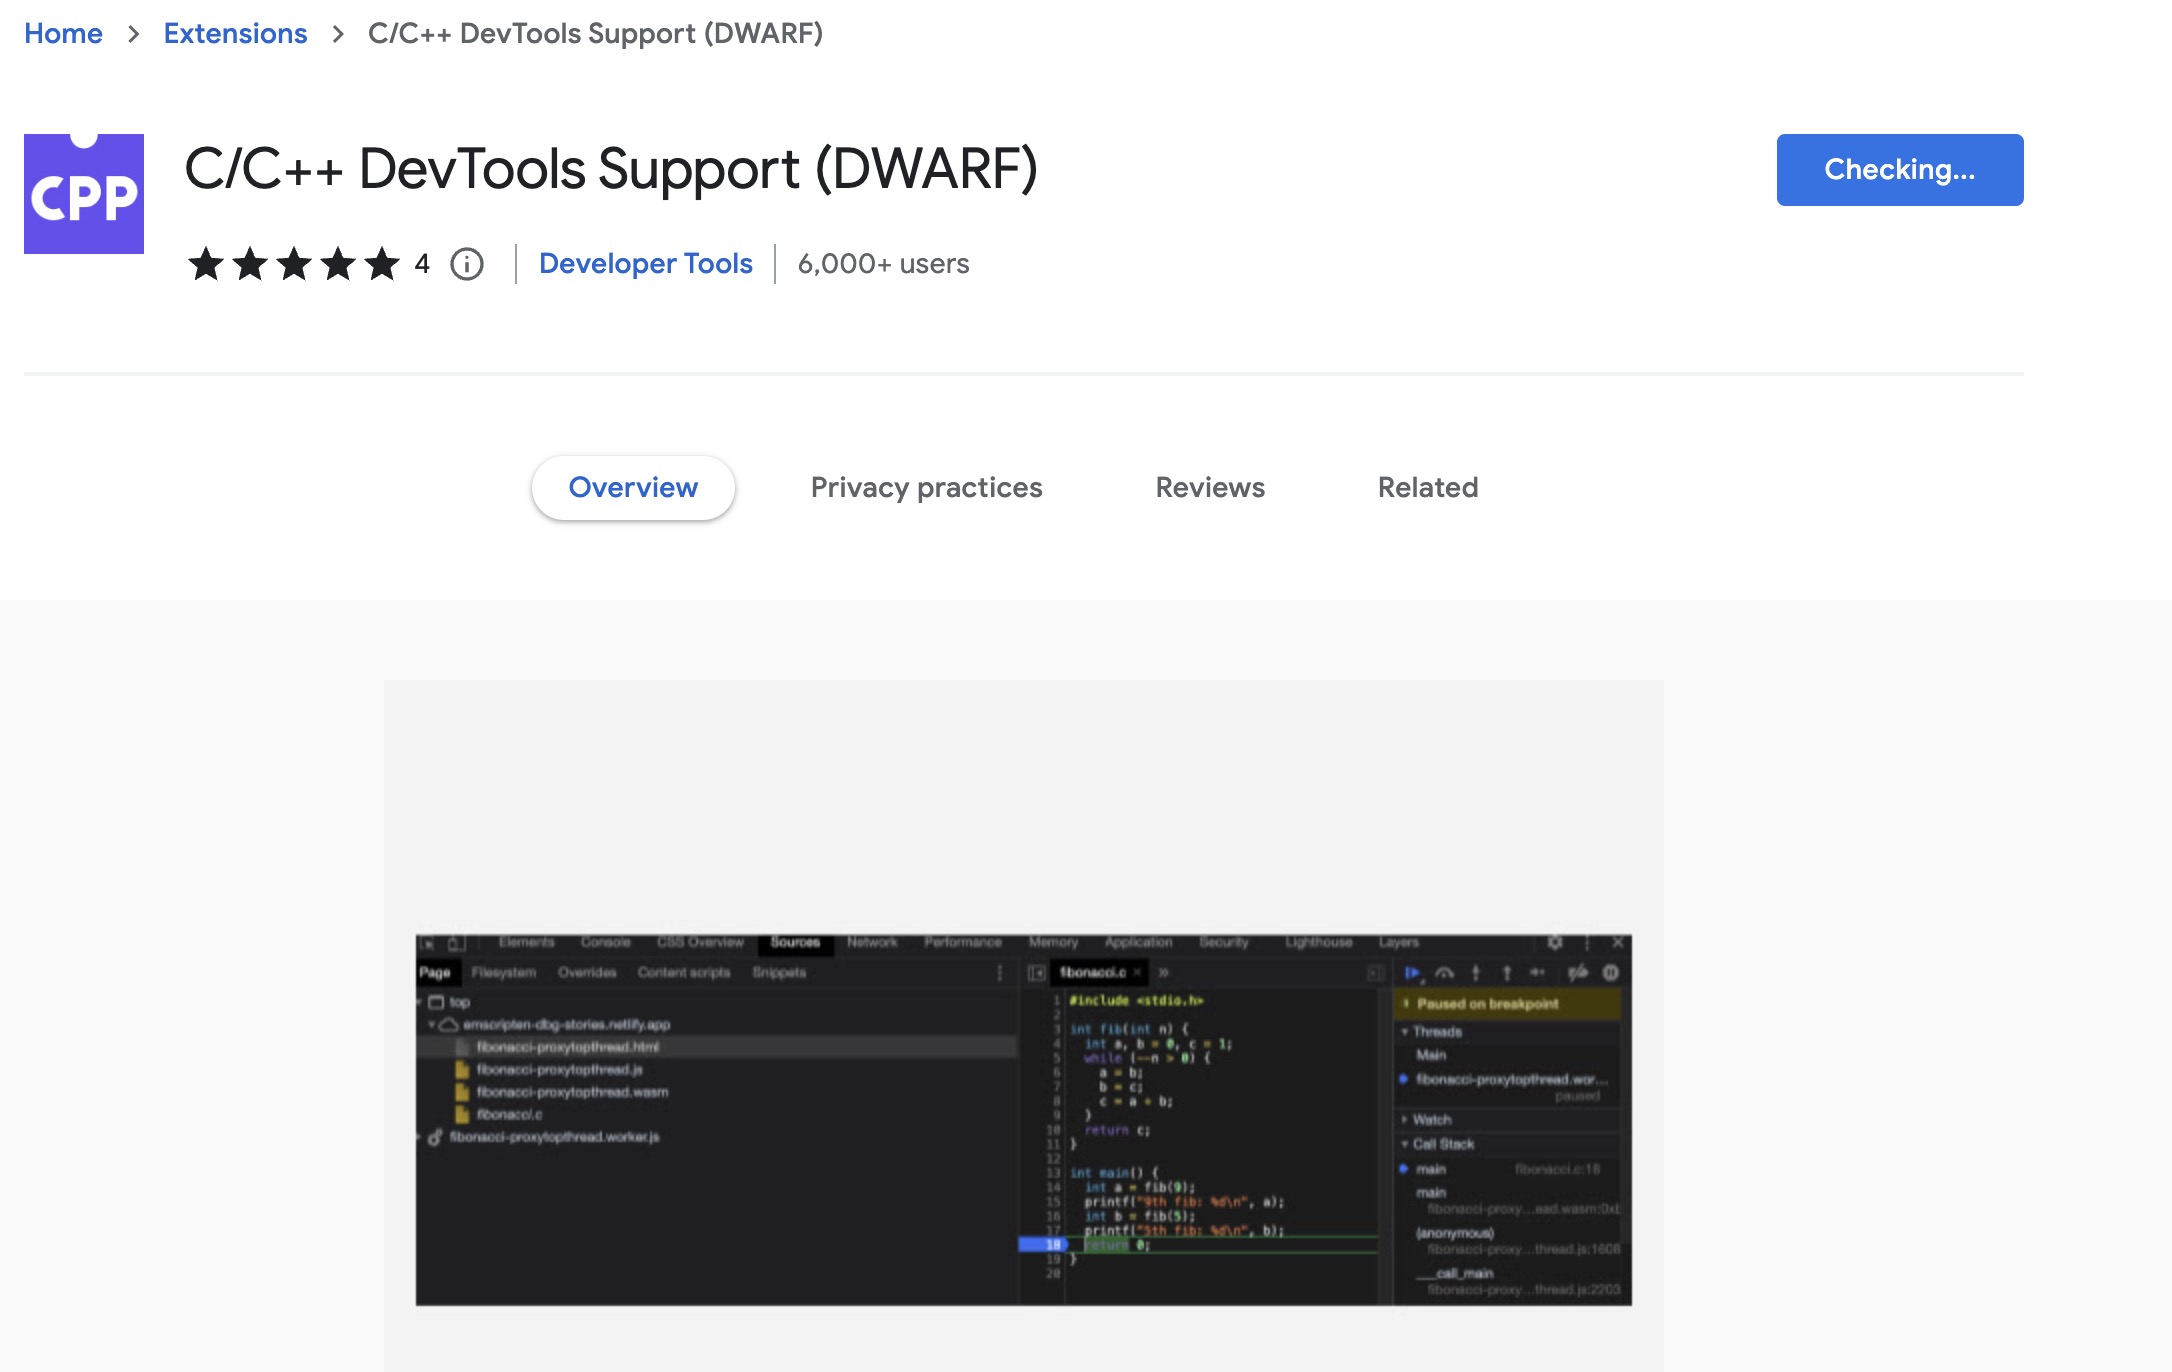 Home > Extensions > C/C++ DevTools Support (DWARF)
CPP
C/C++ DevTools Support (DWARF)
Checking...
4
Developer Tools
6,000+ users
Overview
Privacy practices
Reviews
Related
Elements Console CSS Overview Sources Network Performance Memory Application Security Lighthouse Layers
Page Filesystem Overrides Content scripts Snippets
top
emscripten-dbg-stories.netlify.app
fibonacci-proxytopthread.html
fibonacci-proxytopthread.js
fibonacci-proxytopthread.wasm
fibonacci.c
fibonacci-proxytopthread.worker.js
fibonacci.c × »
1 #include <stdio.h>
2
3 int fib(int n) {
4 int a, b = 0, c = 1;
5 while (--n > 0) {
6 a = b;
7 b = c;
8 c = a + b;
9 }
10 return c;
11 }
12
13 int main() {
14 int a = fib(9);
15 printf("9th fib: %d\n", a);
16 int b = fib(5);
17 printf("5th fib: %d\n", b);
18 return 0;
19 }
20
Paused on breakpoint
Threads
Main
fibonacci-proxytopthread.wor...
paused
Watch
Call Stack
main fibonacci.c:18
main
fibonacci-proxy...ead.wasm:0xb
(anonymous)
fibonacci-proxy...thread.js:1608
___call_main
fibonacci-proxy...thread.js:2203